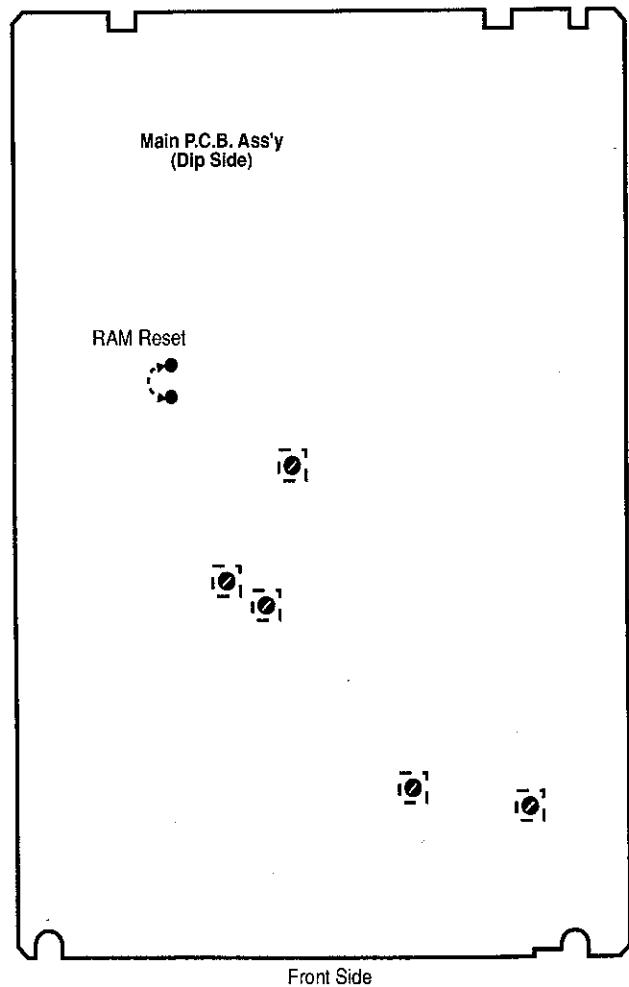 Main P.C.B. Ass'y
(Dip Side)
RAM Reset
Front Side